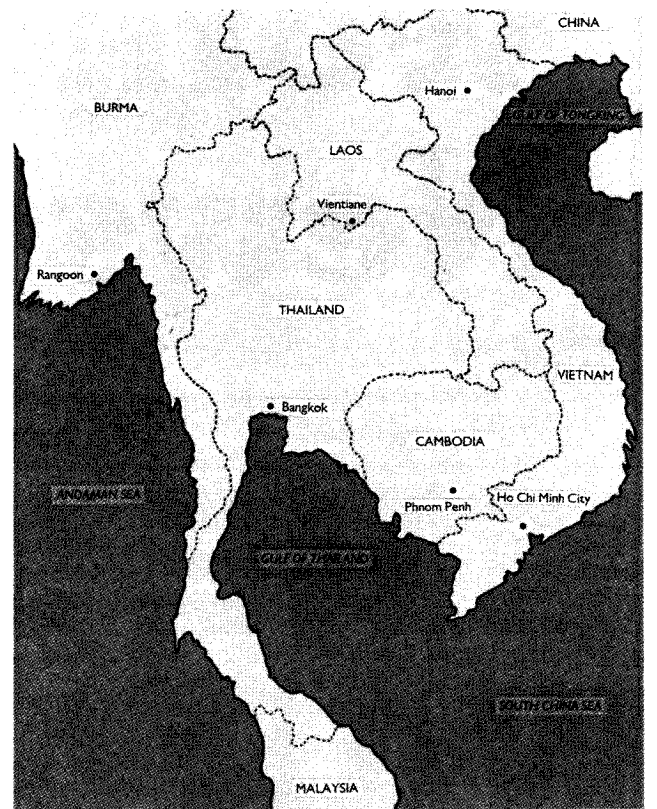 CHINA
Hanoi
BURMA
GULF OF TONGKING
LAOS
Vientiane
Rangoon
THAILAND
VIETNAM
Bangkok
CAMBODIA
ANDAMAN SEA
Phnom Penh
Ho Chi Minh City
GULF OF THAILAND
SOUTH CHINA SEA
MALAYSIA